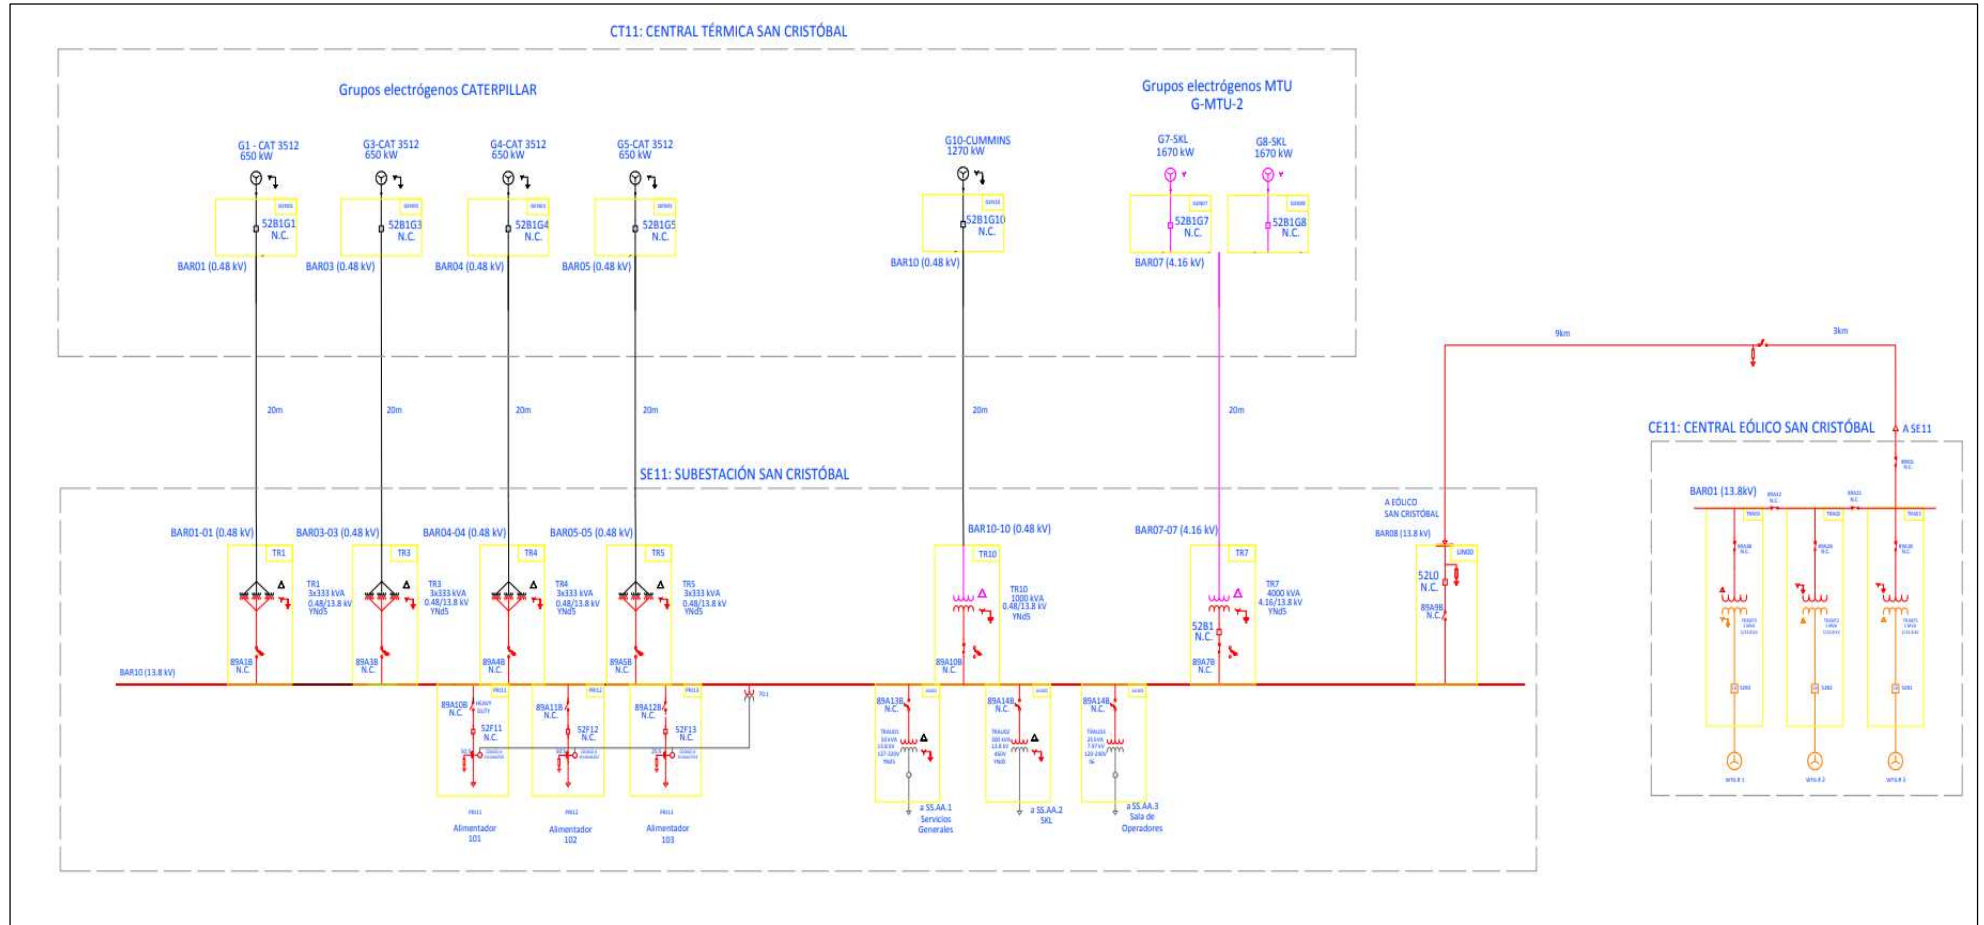 CT11: CENTRAL TÉRMICA SAN CRISTÓBAL
Grupos electrógenos CATERPILLAR
Grupos electrógenos MTU
G-MTU-2
G1 - CAT 3512
650 kW
G3-CAT 3512
650 kW
G4-CAT 3512
650 kW
G5-CAT 3512
650 kW
G10-CUMMINS
1270 kW
G7-SKL
1670 kW
G8-SKL
1670 kW
52B1G1
N.C.
52B1G3
N.C.
52B1G4
N.C.
52B1G5
N.C.
52B1G10
N.C.
52B1G7
N.C.
52B1G8
N.C.
BAR01 (0.48 kV)
BAR03 (0.48 kV)
BAR04 (0.48 kV)
BAR05 (0.48 kV)
BAR10 (0.48 kV)
BAR07 (4.16 kV)
9km
3km
20m
20m
20m
20m
20m
20m
CE11: CENTRAL EÓLICO SAN CRISTÓBAL
A SE11
SE11: SUBESTACIÓN SAN CRISTÓBAL
BAR01 (13.8kV)
A EÓLICO
SAN CRISTÓBAL
BAR01-01 (0.48 kV)
BAR03-03 (0.48 kV)
BAR04-04 (0.48 kV)
BAR05-05 (0.48 kV)
BAR10-10 (0.48 kV)
BAR07-07 (4.16 kV)
BAR08 (13.8 kV)
TR1
TR3
TR4
TR5
TR10
TR7
TR1
3x333 kVA
0.48/13.8 kV
YNd5
TR3
3x333 kVA
0.48/13.8 kV
YNd5
TR4
3x333 kVA
0.48/13.8 kV
YNd5
TR5
3x333 kVA
0.48/13.8 kV
YNd5
TR10
1000 kVA
0.48/13.8 kV
YNd5
TR7
4000 kVA
4.16/13.8 kV
YNd5
52L0
N.C.
89A9B
N.C.
52B1
N.C.
89A1B
N.C.
89A3B
N.C.
89A4B
N.C.
89A5B
N.C.
89A10B
N.C.
89A7B
N.C.
BAR10 (13.8 kV)
89A10B
N.C.
HEAVY
DUTY
89A11B
N.C.
89A12B
N.C.
52F11
N.C.
52F12
N.C.
52F13
N.C.
89A13B
N.C.
89A14B
N.C.
89A14B
N.C.
PRI11
PRI12
PRI13
Alimentador
101
Alimentador
102
Alimentador
103
a SS.AA.1
Servicios
Generales
a SS.AA.2
SKL
a SS.AA.3
Sala de
Operadores